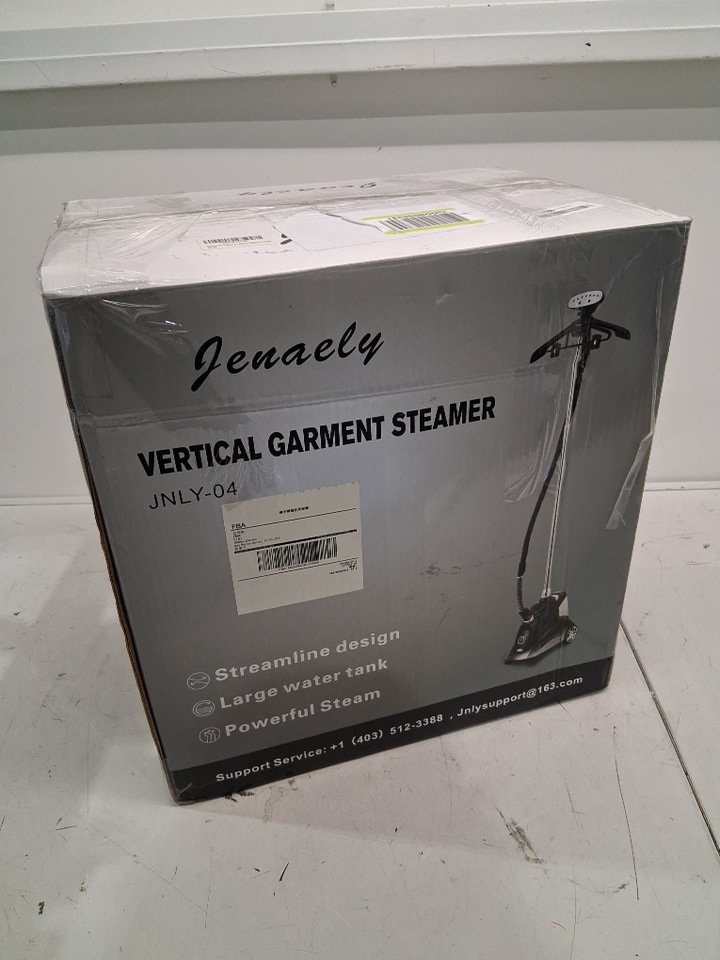 Jenaely
Jenaely
VERTICAL GARMENT STEAMER
JNLY-04
FBA
Streamline design
Large water tank
Powerful Steam
Support Service: +1 (403) 512-3388 , Jnlysupport@163.com